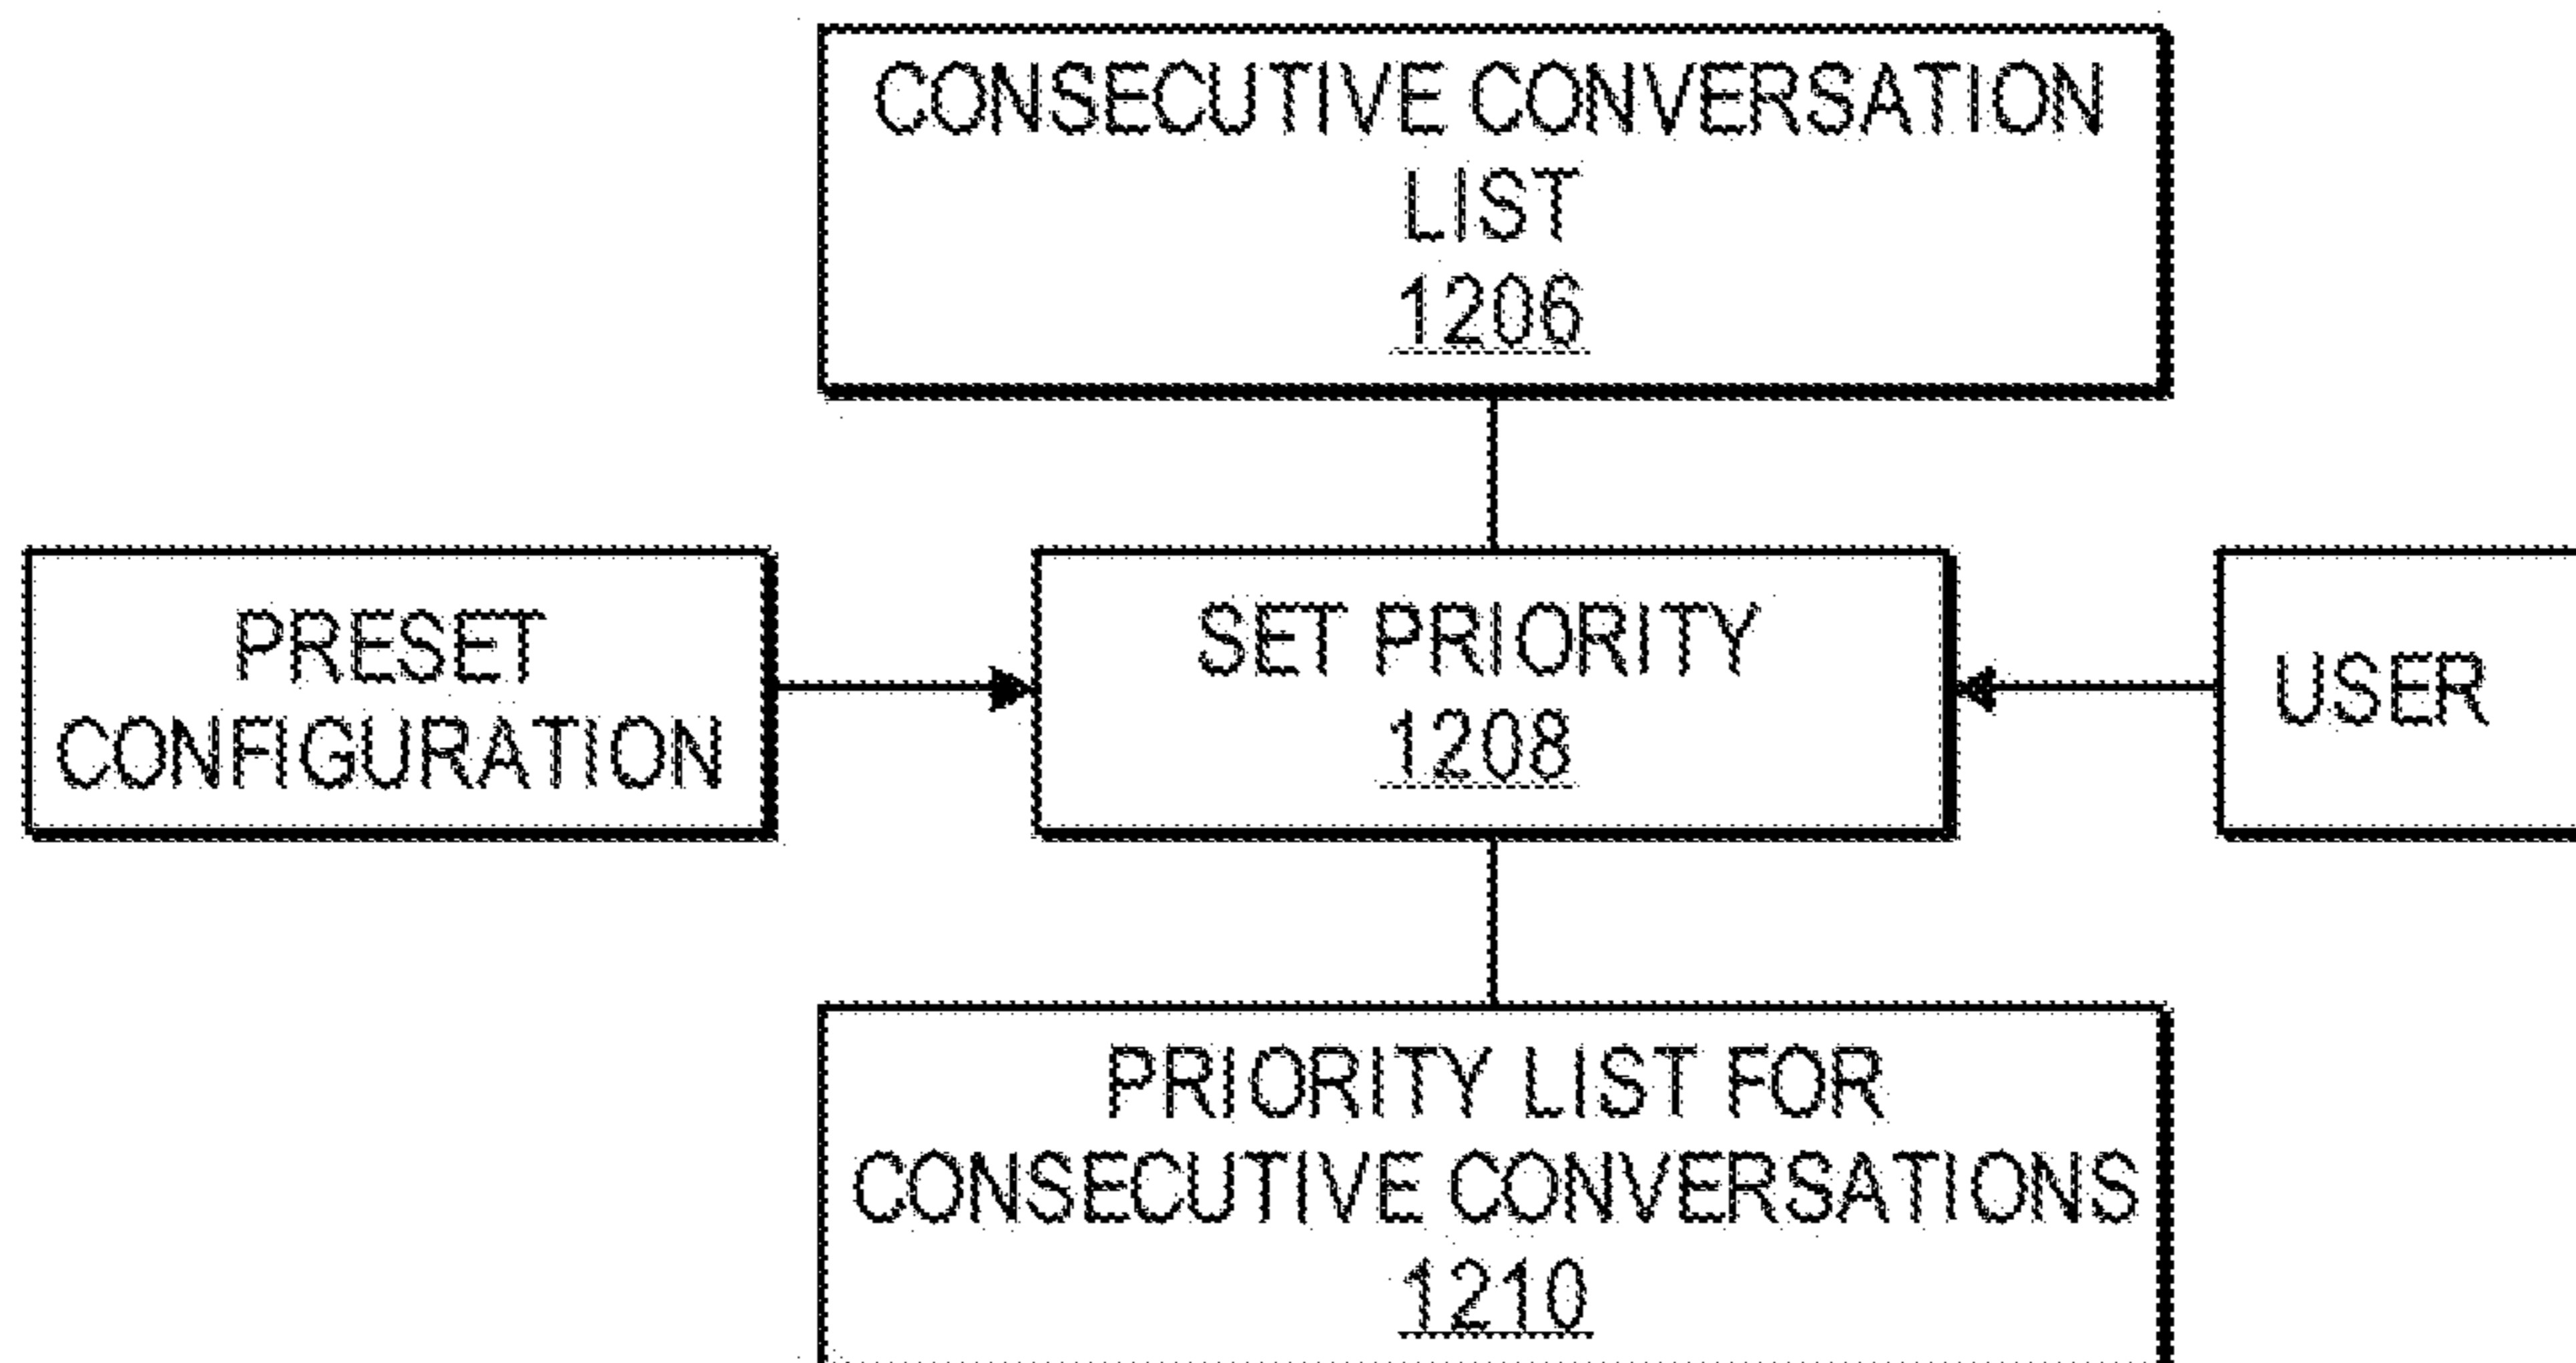 CONSECUTIVE CONVERSATION
LIST
1206
PRESET
CONFIGURATION
SET PRIORITY
1208
USER
PRIORITY LIST FOR
CONSECUTIVE CONVERSATIONS
1210